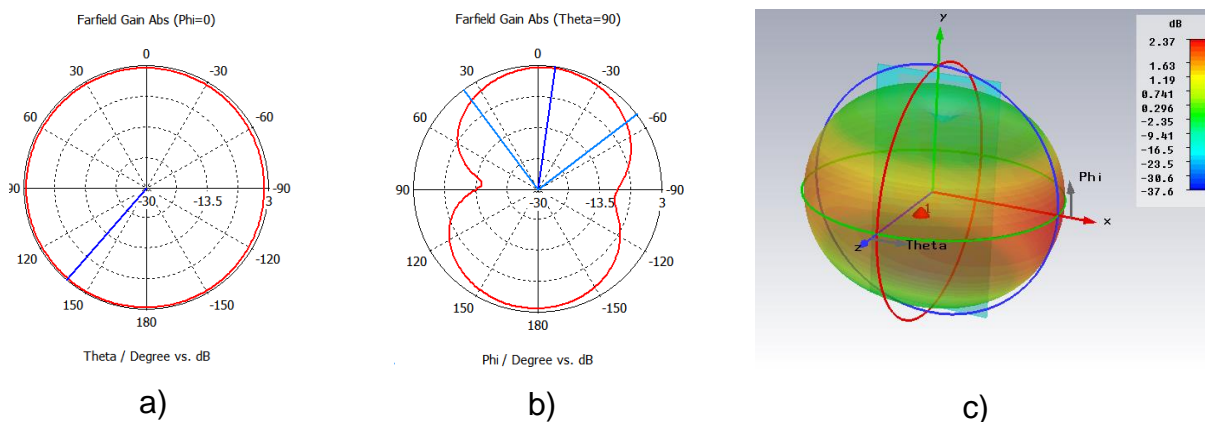 Farfield Gain Abs (Phi=0)
0
30 -30
60 -60
90 -30 -13.5 3 -90
120 -120
150 -150
180
Theta / Degree vs. dB
a)
Farfield Gain Abs (Theta=90)
0
30 -30
60 -60
90 -30 -13.5 3 -90
120 -120
150 -150
180
Phi / Degree vs. dB
b)
y
Phi
x
z
Theta
1
dB
2.37
1.63
1.19
0.741
0.296
-2.35
-9.41
-16.5
-23.5
-30.6
-37.6
c)